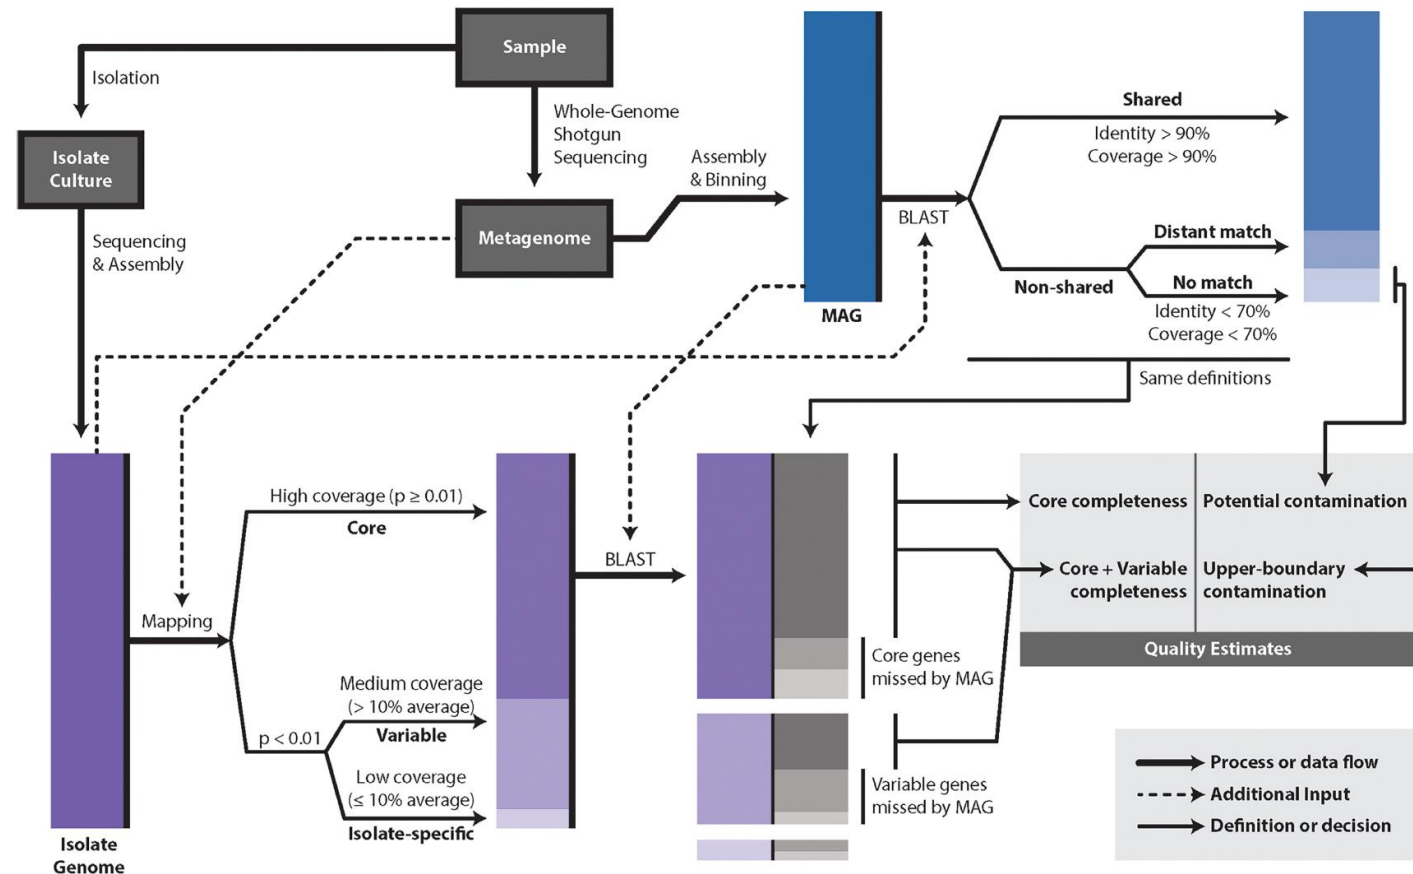 Sample
Isolation
Whole-Genome
Shotgun
Sequencing
Isolate
Culture
Assembly
& Binning
Metagenome
Sequencing
& Assembly
MAG
BLAST
Shared
Identity > 90%
Coverage > 90%
Distant match
Non-shared
No match
Identity < 70%
Coverage < 70%
Same definitions
High coverage (p ≥ 0.01)
Core
Mapping
Medium coverage
(> 10% average)
p < 0.01
Variable
Low coverage
(≤ 10% average)
Isolate-specific
Isolate
Genome
BLAST
Core genes
missed by MAG
Variable genes
missed by MAG
Core completeness
Potential contamination
Core + Variable
completeness
Upper-boundary
contamination
Quality Estimates
Process or data flow
Additional Input
Definition or decision